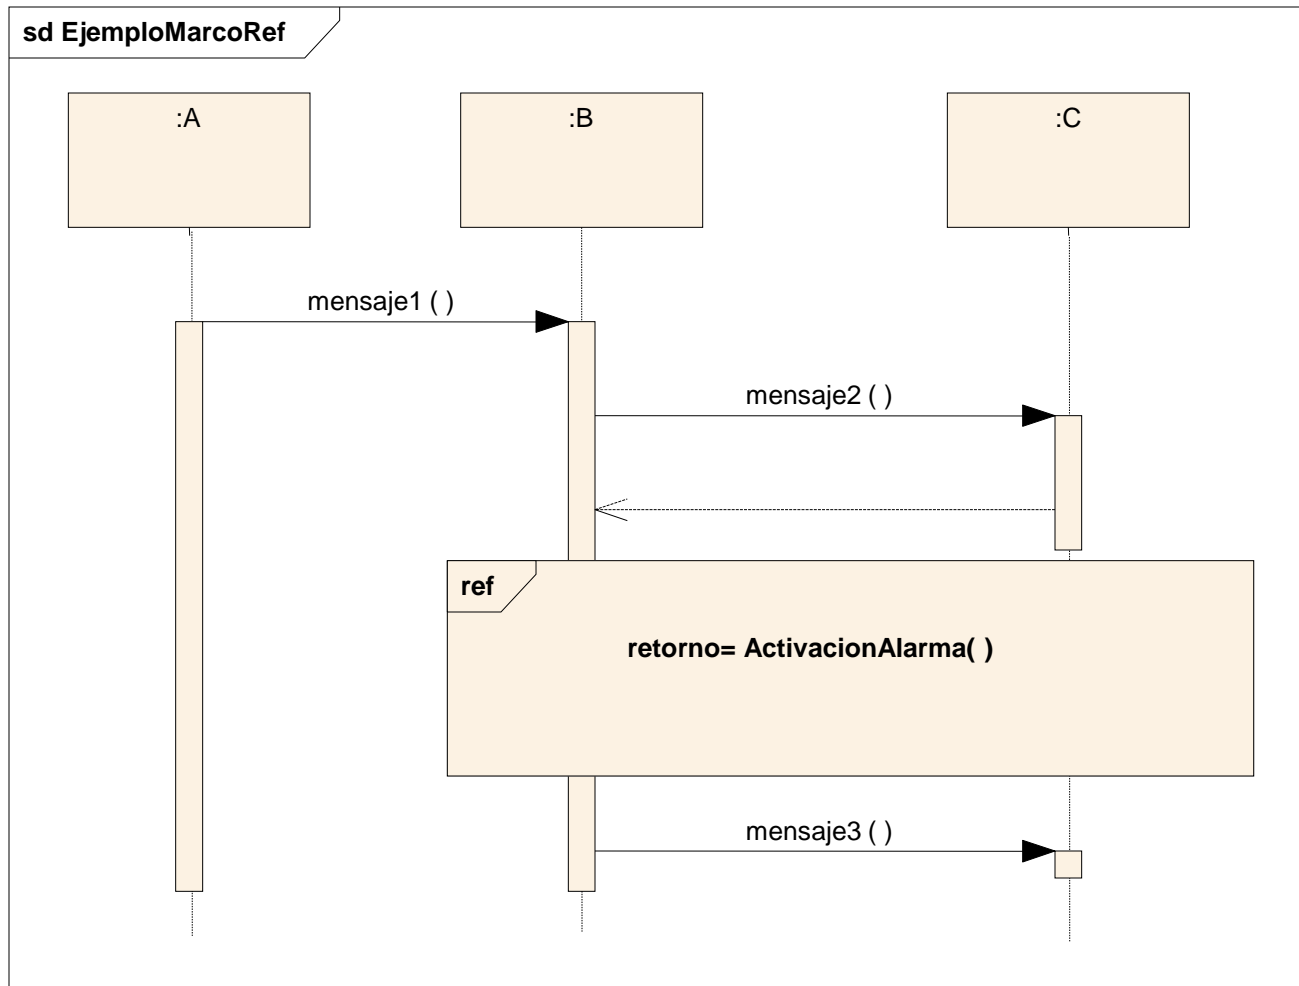 sd EjemploMarcoRef
:A
:B
:C
mensaje1 ( )
mensaje2 ( )
ref
retorno= ActivacionAlarma( )
mensaje3 ( )